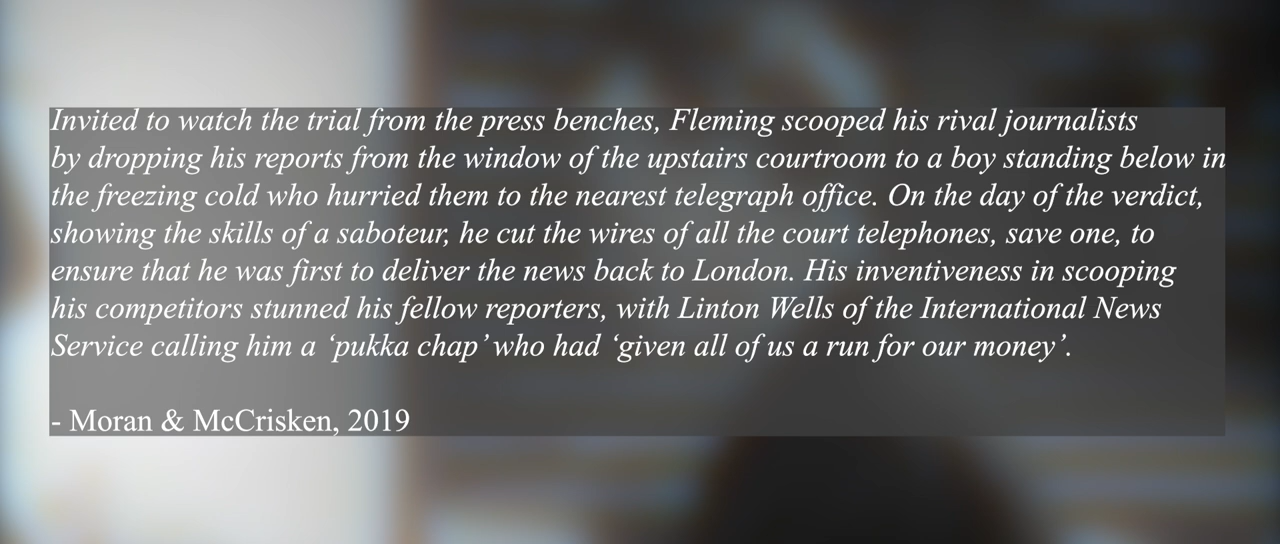 Invited to watch the trial from the press benches, Fleming scooped his rival journalists
by dropping his reports from the window of the upstairs courtroom to a boy standing below in
the freezing cold who hurried them to the nearest telegraph office. On the day of the verdict,
showing the skills of a saboteur, he cut the wires of all the court telephones, save one, to
ensure that he was first to deliver the news back to London. His inventiveness in scooping
his competitors stunned his fellow reporters, with Linton Wells of the International News
Service calling him a ‘pukka chap’ who had ‘given all of us a run for our money’.
- Moran & McCrisken, 2019